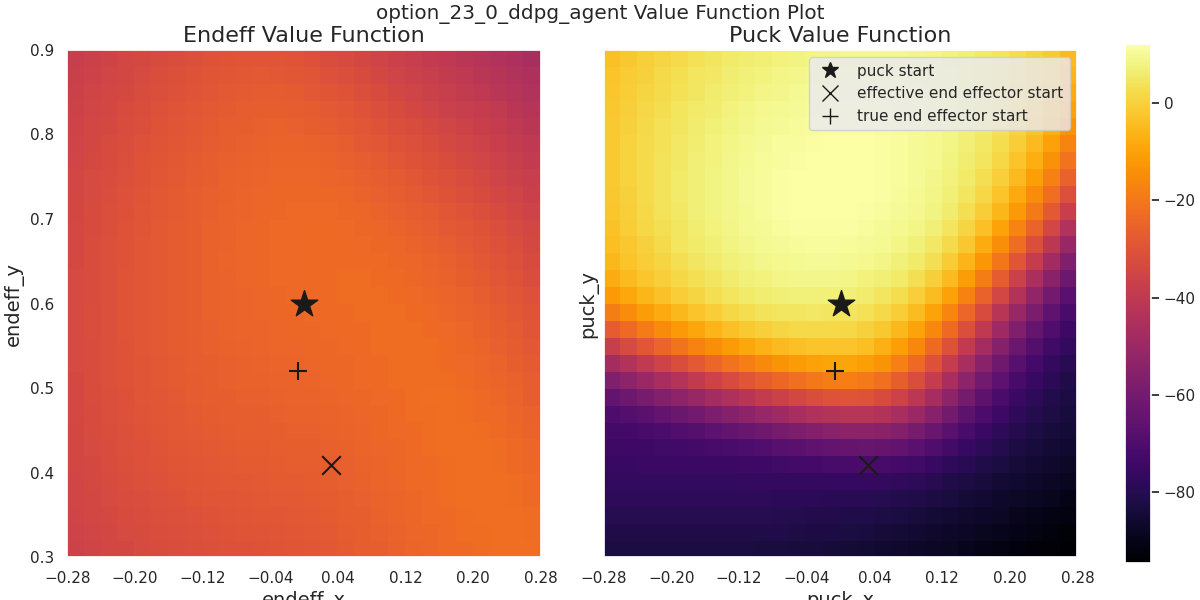 option_23_0_ddpg_agent Value Function Plot
Endeff Value Function
Puck Value Function
0.9
0.8
0.7
0.6
0.5
0.4
0.3
endeff_y
−0.28 −0.20 −0.12 −0.04 0.04 0.12 0.20 0.28
endeff_x
puck start
effective end effector start
true end effector start
puck_y
−0.28 −0.20 −0.12 −0.04 0.04 0.12 0.20 0.28
puck_x
0
−20
−40
−60
−80